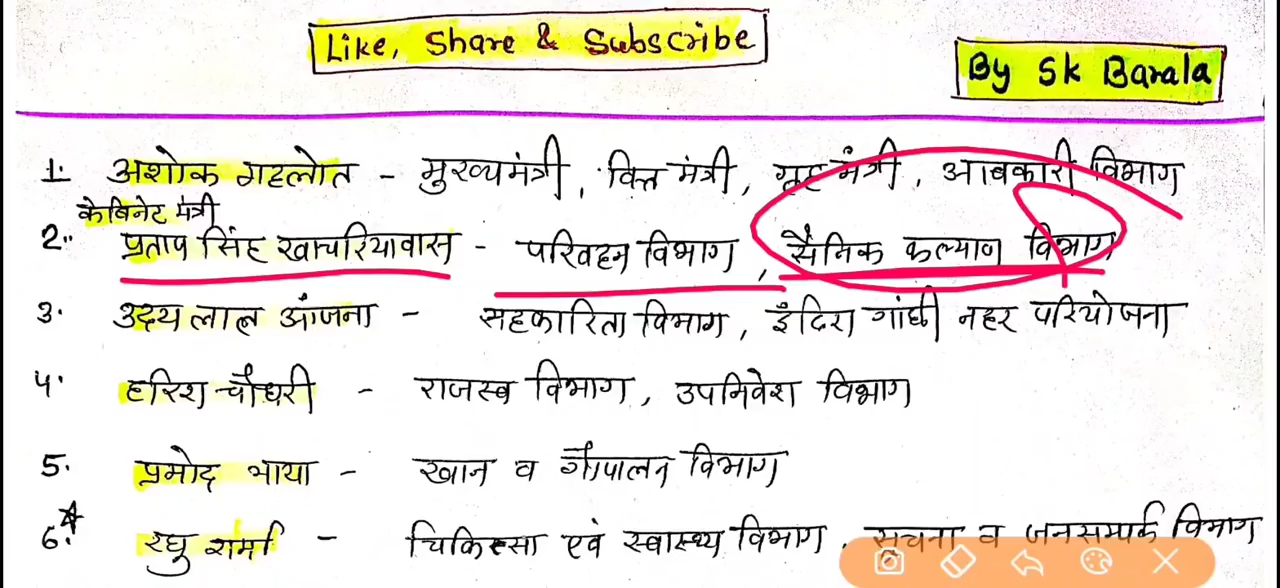 Like, Share & Subscribe
By Sk Barala
1. अशोक गहलोत - मुख्यमंत्री, वित्त मंत्री, गृह मंत्री, आबकारी विभाग
केबिनेट मंत्री
2. प्रताप सिंह खाचरियावास - परिवहन विभाग, सैनिक कल्याण विभाग
3. उदय लाल आंजना - सहकारिता विभाग, इंदिरा गांधी नहर परियोजना
4. हरिश चौधरी - राजस्व विभाग, उपनिवेश विभाग
5. प्रमोद भाया - खान व गौपालन विभाग
6. रघु शर्मा - चिकित्सा एवं स्वास्थ्य विभाग, सूचना व जनसम्पर्क विभाग